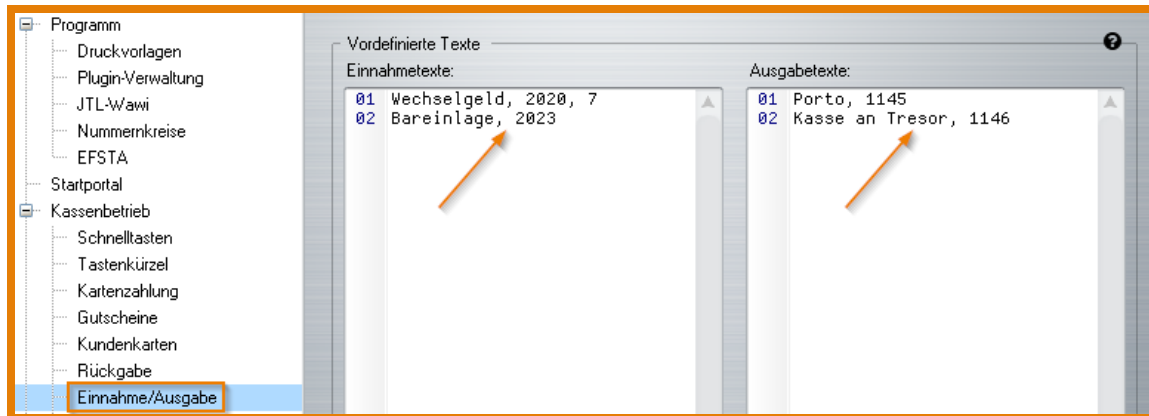 Programm
Druckvorlagen
Plugin-Verwaltung
JTL-Wawi
Nummernkreise
EFSTA
Startportal
Kassenbetrieb
Schnelltasten
Tastenkürzel
Kartenzahlung
Gutscheine
Kundenkarten
Rückgabe
Einnahme/Ausgabe
Vordefinierte Texte
?
Einnahmetexte:
01 Wechselgeld, 2020, 7
02 Bareinlage, 2023
Ausgabetexte:
01 Porto, 1145
02 Kasse an Tresor, 1146